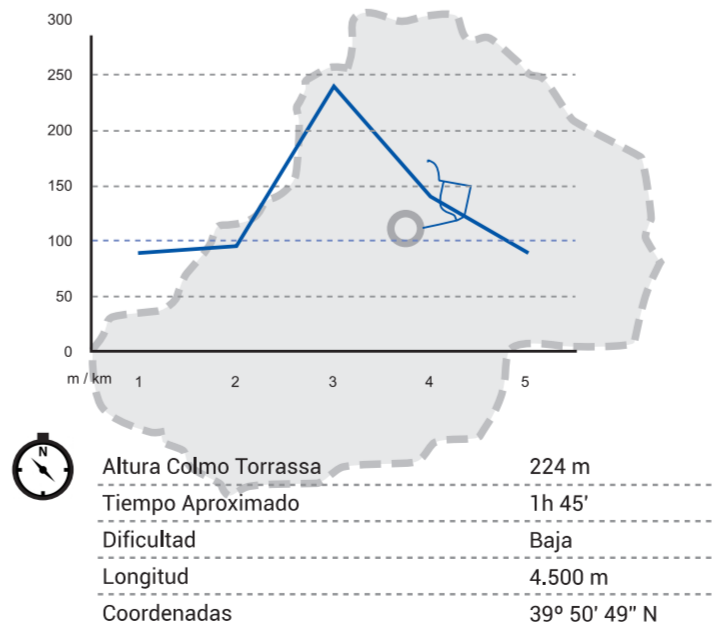 300
250
200
150
100
50
0
m / km 1 2 3 4 5
N
Altura Colmo Torrassa 224 m
Tiempo Aproximado 1h 45'
Dificultad Baja
Longitud 4.500 m
Coordenadas 39º 50' 49" N